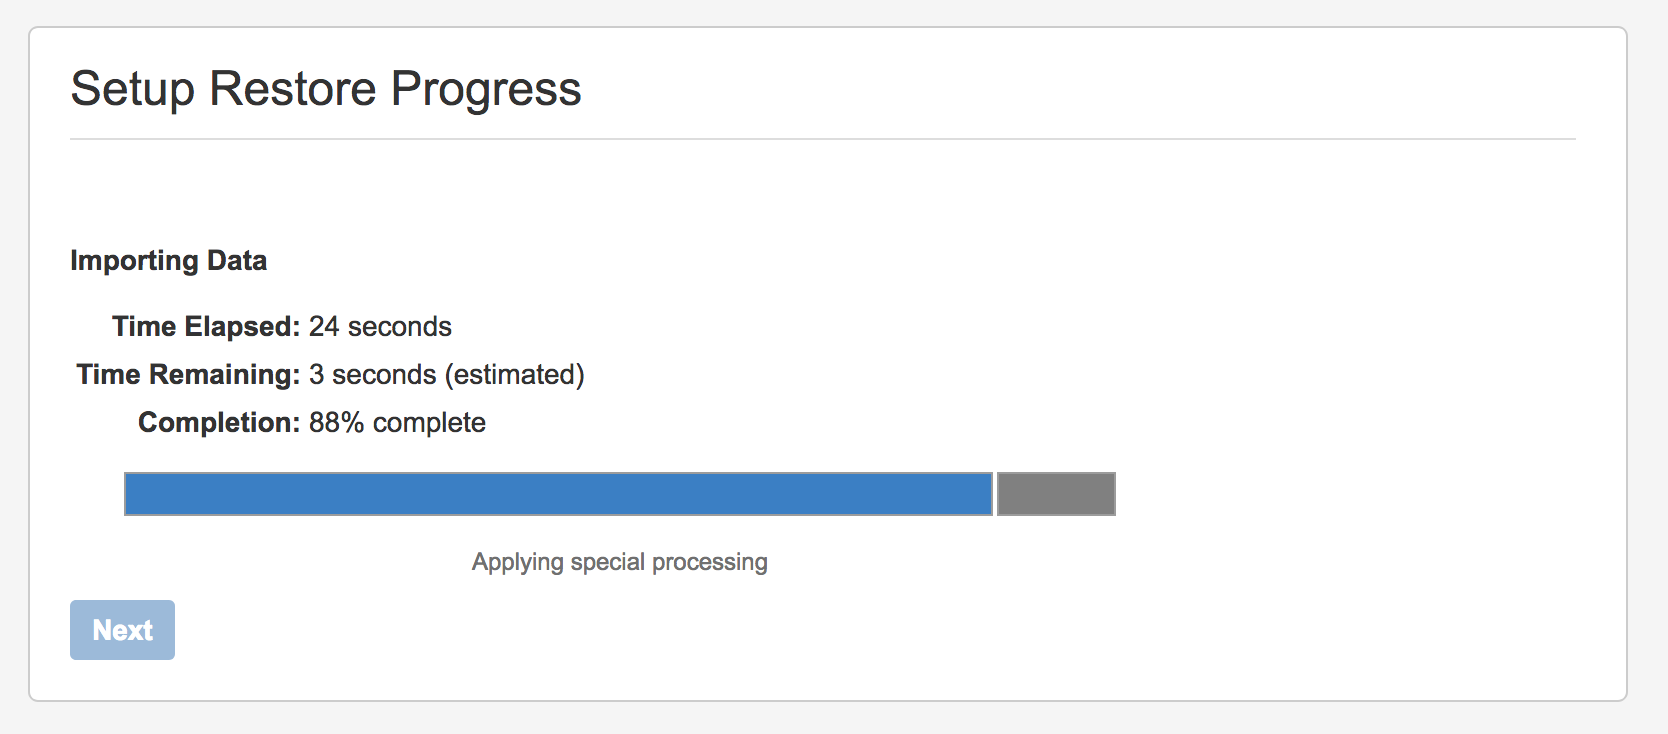 Setup Restore Progress
Importing Data
Time Elapsed: 24 seconds
Time Remaining: 3 seconds (estimated)
Completion: 88% complete
Applying special processing
Next